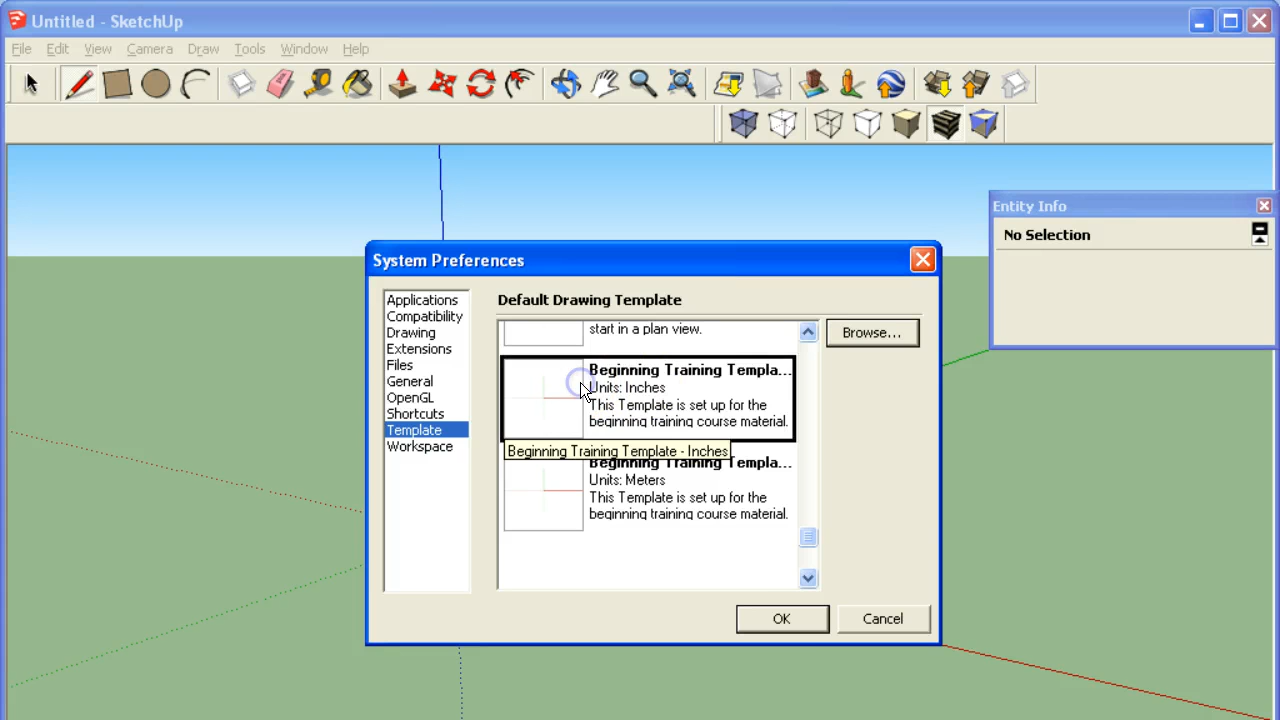 Untitled - SketchUp
File Edit View Camera Draw Tools Window Help
Entity Info
No Selection
System Preferences
Applications
Compatibility
Drawing
Extensions
Files
General
OpenGL
Shortcuts
Template
Workspace
Default Drawing Template
start in a plan view.
Browse...
Beginning Training Templa...
Units: Inches
This Template is set up for the
beginning training course material.
Beginning Training Template - Inches
Beginning Training Templa...
Units: Meters
This Template is set up for the
beginning training course material.
OK
Cancel